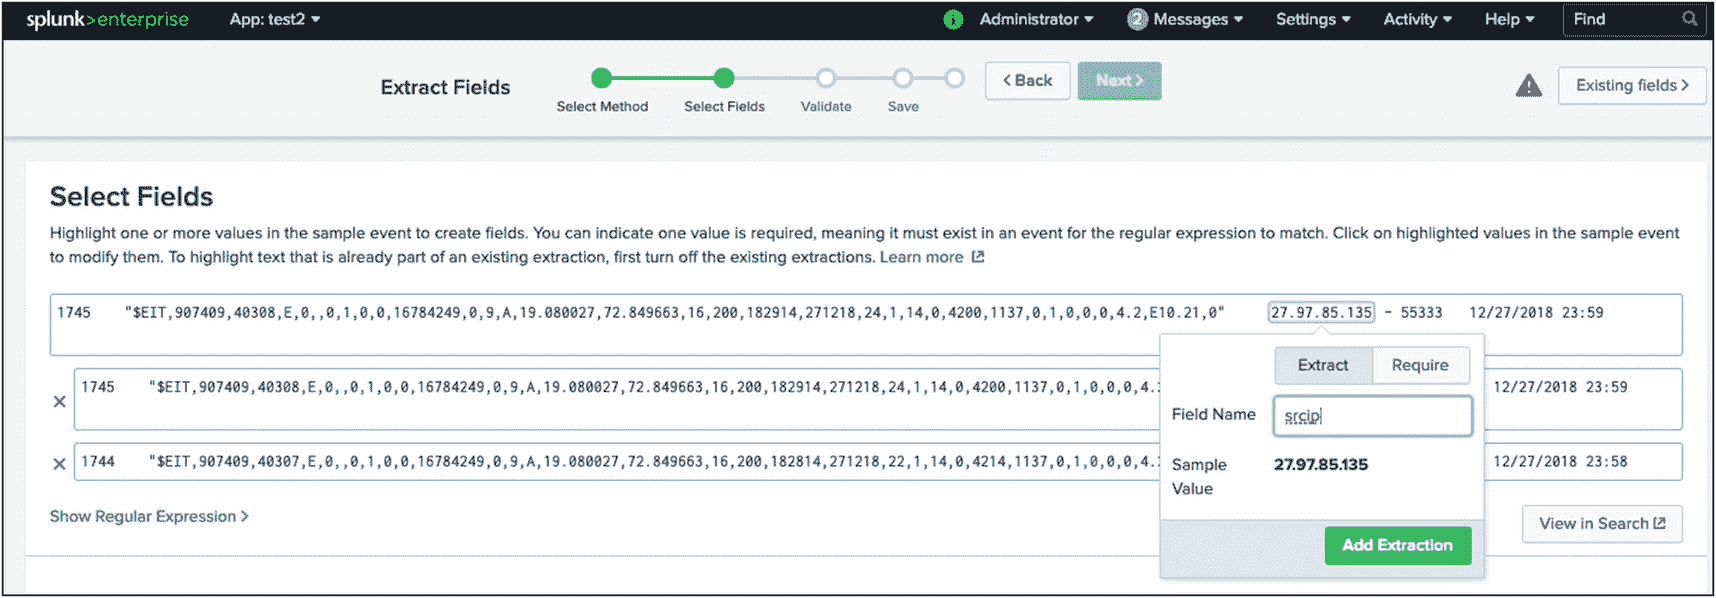 splunk>enterprise App: test2 i Administrator 2 Messages Settings Activity Help Find
Extract Fields
Select Method Select Fields Validate Save
< Back Next > Existing fields >
Select Fields
Highlight one or more values in the sample event to create fields. You can indicate one value is required, meaning it must exist in an event for the regular expression to match. Click on highlighted values in the sample event
to modify them. To highlight text that is already part of an existing extraction, first turn off the existing extractions. Learn more
1745 "$EIT,907409,40308,E,0,,0,1,0,0,16784249,0,9,A,19.080027,72.849663,16,200,182914,271218,24,1,14,0,4200,1137,0,1,0,0,0,4.2,E10.21,0" 27.97.85.135 - 55333 12/27/2018 23:59
1745 "$EIT,907409,40308,E,0,,0,1,0,0,16784249,0,9,A,19.080027,72.849663,16,200,182914,271218,24,1,14,0,4200,1137,0,1,0,0,0,4. 12/27/2018 23:59
1744 "$EIT,907409,40307,E,0,,0,1,0,0,16784249,0,9,A,19.080027,72.849663,16,200,182814,271218,22,1,14,0,4214,1137,0,1,0,0,0,4. 12/27/2018 23:58
Extract Require
Field Name srcip
Sample
Value
27.97.85.135
Add Extraction
Show Regular Expression >
View in Search